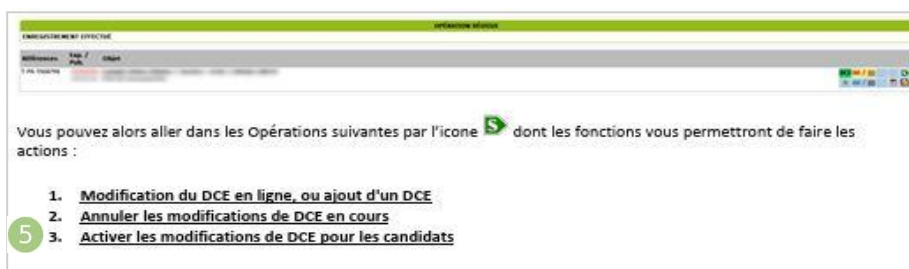 OPÉRATION RÉUSSIE
ENREGISTREMENT EFFECTUÉ
Références Exp. / Pub. Objet
Vous pouvez alors aller dans les Opérations suivantes par l'icone S dont les fonctions vous permettront de faire les
actions :
1. Modification du DCE en ligne, ou ajout d'un DCE
2. Annuler les modifications de DCE en cours
5 3. Activer les modifications de DCE pour les candidats